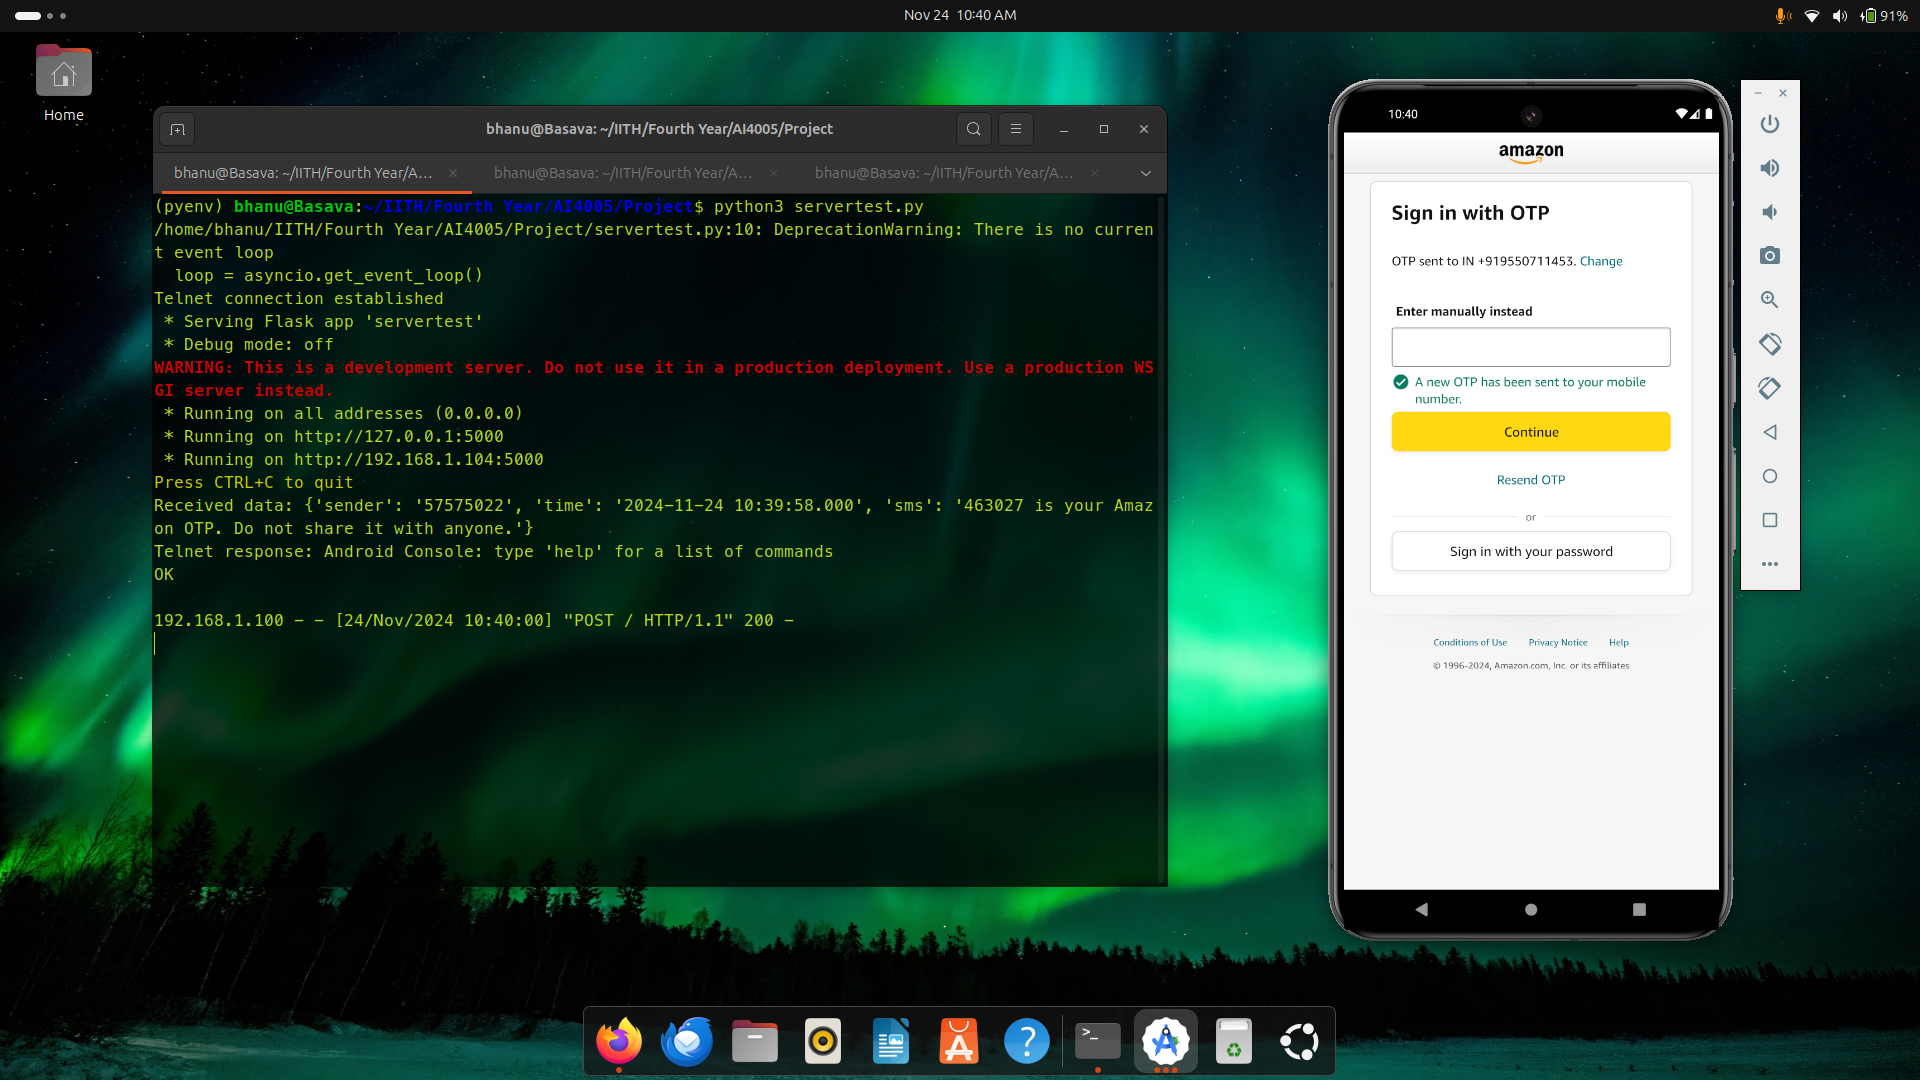 Nov 24 10:40 AM
91%
Home
bhanu@Basava: ~/IITH/Fourth Year/AI4005/Project
bhanu@Basava: ~/IITH/Fourth Year/A...
bhanu@Basava: ~/IITH/Fourth Year/A...
bhanu@Basava: ~/IITH/Fourth Year/A...
(pyenv) bhanu@Basava:~/IITH/Fourth Year/AI4005/Project$ python3 servertest.py
/home/bhanu/IITH/Fourth Year/AI4005/Project/servertest.py:10: DeprecationWarning: There is no curren
t event loop
loop = asyncio.get_event_loop()
Telnet connection established
* Serving Flask app 'servertest'
* Debug mode: off
WARNING: This is a development server. Do not use it in a production deployment. Use a production WS
GI server instead.
* Running on all addresses (0.0.0.0)
* Running on http://127.0.0.1:5000
* Running on http://192.168.1.104:5000
Press CTRL+C to quit
Received data: {'sender': '57575022', 'time': '2024-11-24 10:39:58.000', 'sms': '463027 is your Amaz
on OTP. Do not share it with anyone.'}
Telnet response: Android Console: type 'help' for a list of commands
OK
192.168.1.100 - - [24/Nov/2024 10:40:00] "POST / HTTP/1.1" 200 -
10:40
amazon
Sign in with OTP
OTP sent to IN +919550711453. Change
Enter manually instead
A new OTP has been sent to your mobile
number.
Continue
Resend OTP
or
Sign in with your password
Conditions of Use Privacy Notice Help
© 1996-2024, Amazon.com, Inc. or its affiliates